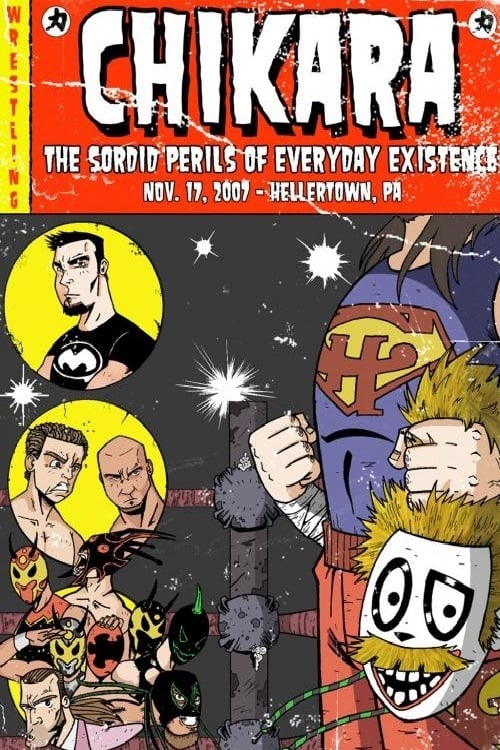 WRESTLING
力
CHIKARA
力
THE SORDID PERILS OF EVERYDAY EXISTENCE
NOV. 17, 2007 - HELLERTOWN, PA
M
H